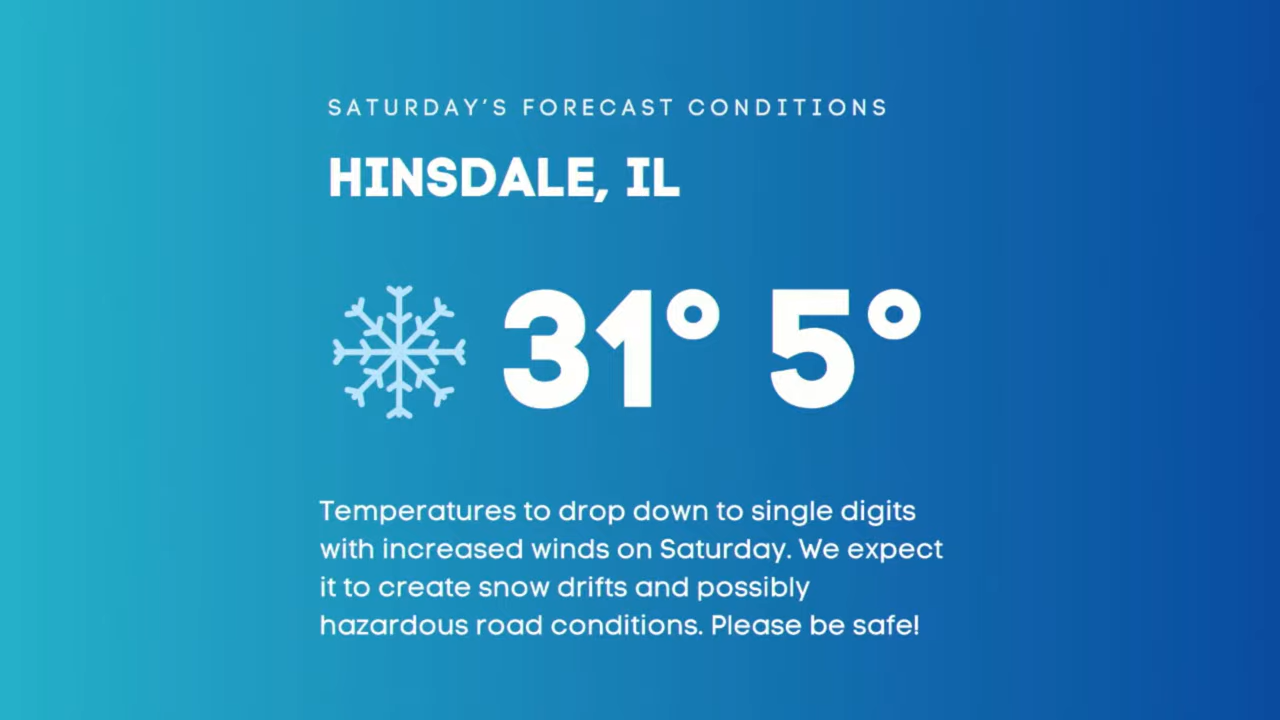 SATURDAY'S FORECAST CONDITIONS
HINSDALE, IL
31° 5°
Temperatures to drop down to single digits
with increased winds on Saturday. We expect
it to create snow drifts and possibly
hazardous road conditions. Please be safe!